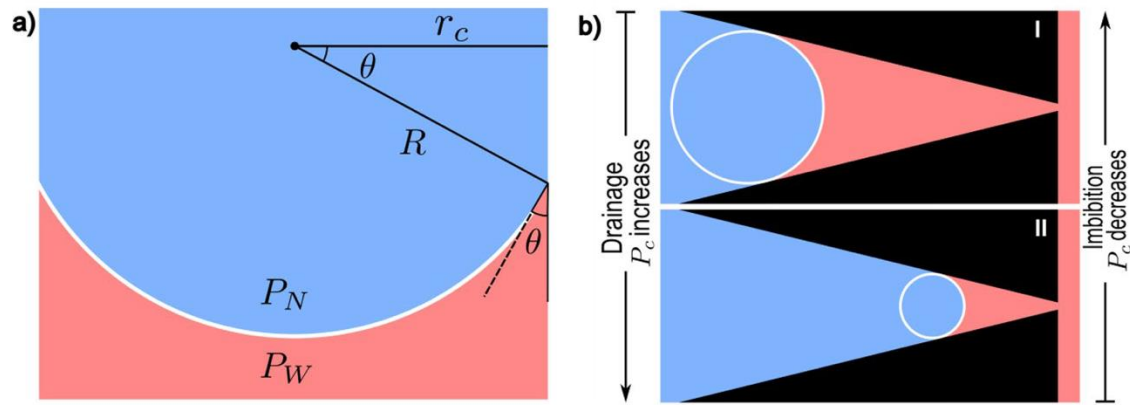 a)
r_c
θ
R
θ
P_N
P_W
b)
I
II
Drainage
P_c increases
Imbibition
P_c decreases